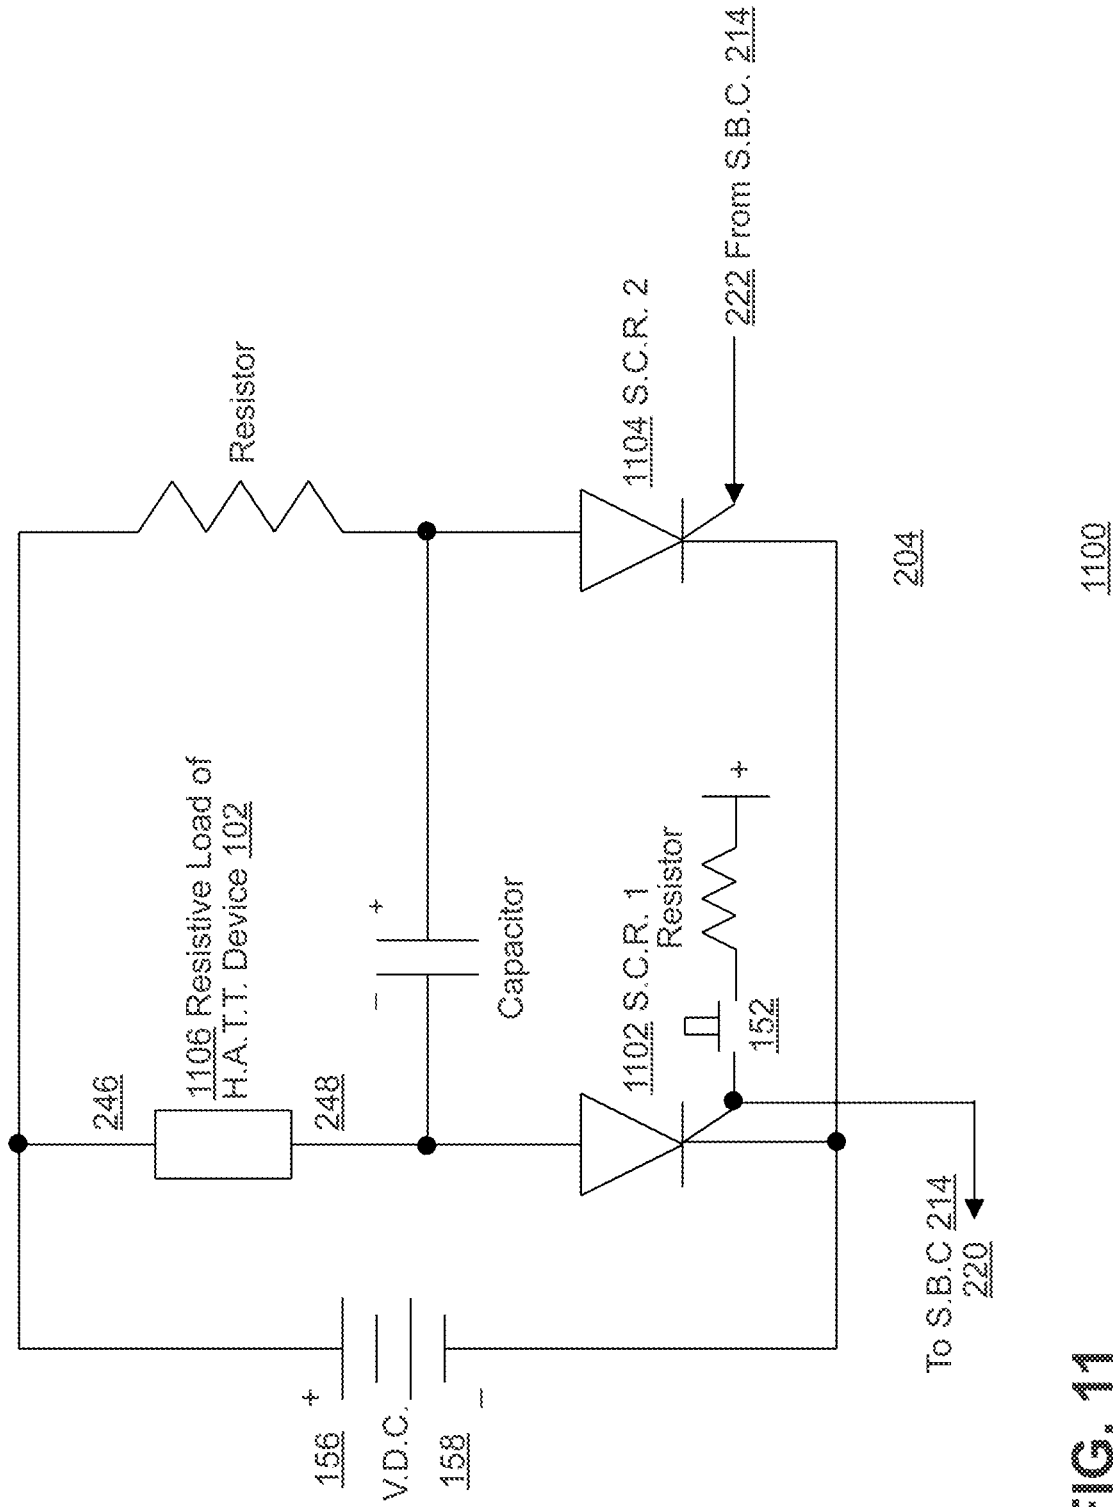 1106 Resistive Load of
H.A.T.T. Device 102
246
248
Resistor
156
+
V.D.C.
158
−
−
+
Capacitor
1102 S.C.R. 1
Resistor
+
152
1104 S.C.R. 2
222 From S.B.C. 214
To S.B.C 214
220
204
1100
FIG. 11